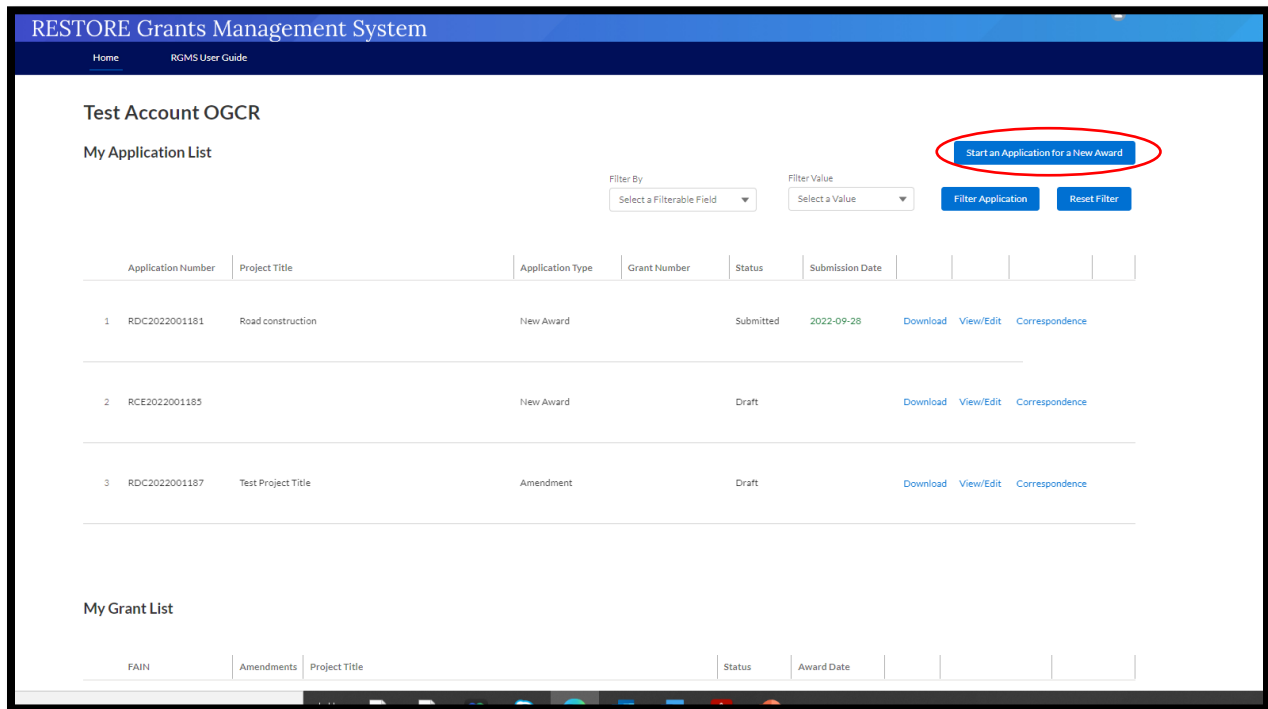 RESTORE Grants Management System
Home RGMS User Guide
Test Account OGCR
My Application List
Start an Application for a New Award
Filter By Filter Value
Select a Filterable Field Select a Value Filter Application Reset Filter
Application Number Project Title Application Type Grant Number Status Submission Date
1 RDC2022001181 Road construction New Award Submitted 2022-09-28 Download View/Edit Correspondence
2 RCE2022001185 New Award Draft Download View/Edit Correspondence
3 RDC2022001187 Test Project Title Amendment Draft Download View/Edit Correspondence
My Grant List
FAIN Amendments Project Title Status Award Date